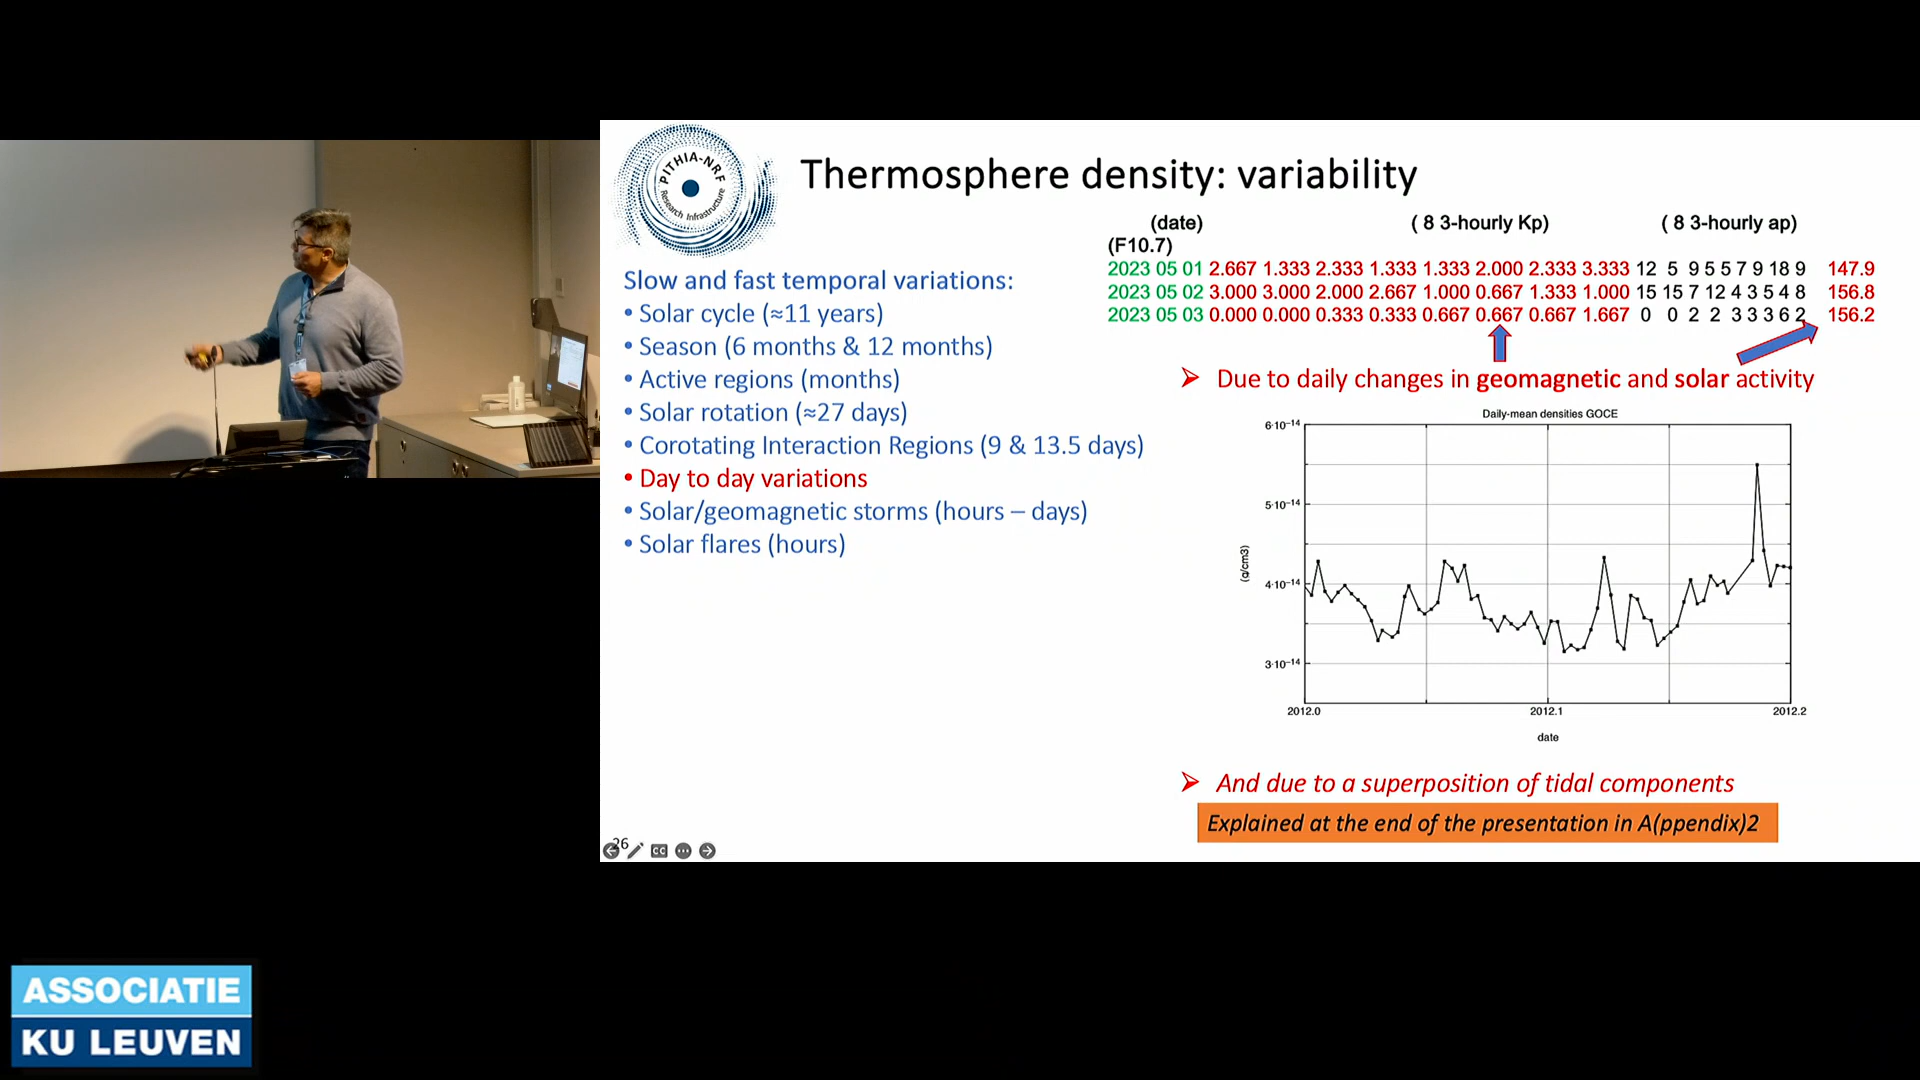 PITHIA-NRF
Research Infrastructure
Thermosphere density: variability
(date) ( 8 3-hourly Kp) ( 8 3-hourly ap)
(F10.7)
2023 05 01 2.667 1.333 2.333 1.333 1.333 2.000 2.333 3.333 12 5 9 5 5 7 9 18 9 147.9
2023 05 02 3.000 3.000 2.000 2.667 1.000 0.667 1.333 1.000 15 15 7 12 4 3 5 4 8 156.8
2023 05 03 0.000 0.000 0.333 0.333 0.667 0.667 0.667 1.667 0 0 2 2 3 3 3 6 2 156.2
Slow and fast temporal variations:
• Solar cycle (≈11 years)
• Season (6 months & 12 months)
• Active regions (months)
• Solar rotation (≈27 days)
• Corotating Interaction Regions (9 & 13.5 days)
• Day to day variations
• Solar/geomagnetic storms (hours – days)
• Solar flares (hours)
➢ Due to daily changes in geomagnetic and solar activity
Daily-mean densities GOCE
6·10⁻¹⁴
5·10⁻¹⁴
4·10⁻¹⁴
3·10⁻¹⁴
(g/cm3)
2012.0 2012.1 2012.2
date
➢ And due to a superposition of tidal components
Explained at the end of the presentation in A(ppendix)2
26
CC
ASSOCIATIE
KU LEUVEN